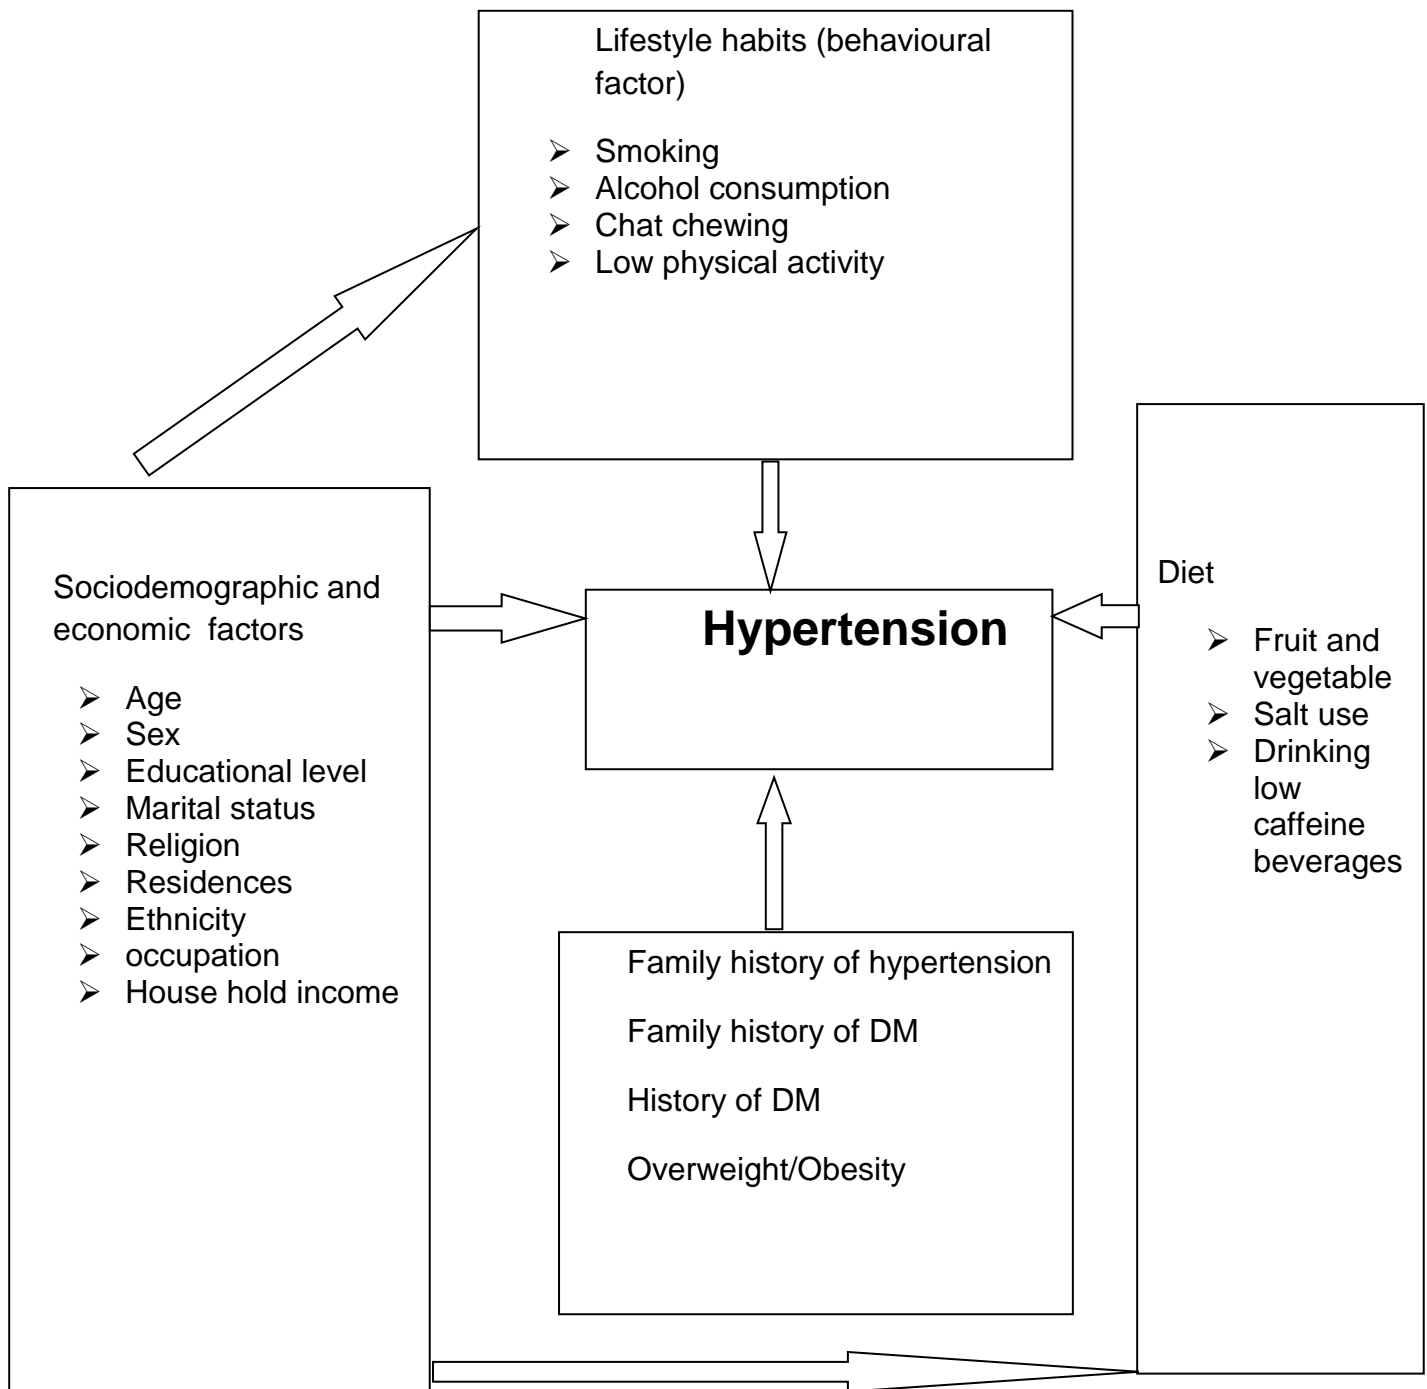 Lifestyle habits (behavioural
factor)
➢ Smoking
➢ Alcohol consumption
➢ Chat chewing
➢ Low physical activity
Sociodemographic and
economic factors
➢ Age
➢ Sex
➢ Educational level
➢ Marital status
➢ Religion
➢ Residences
➢ Ethnicity
➢ occupation
➢ House hold income
Hypertension
Diet
➢ Fruit and
vegetable
➢ Salt use
➢ Drinking
low
caffeine
beverages
Family history of hypertension
Family history of DM
History of DM
Overweight/Obesity